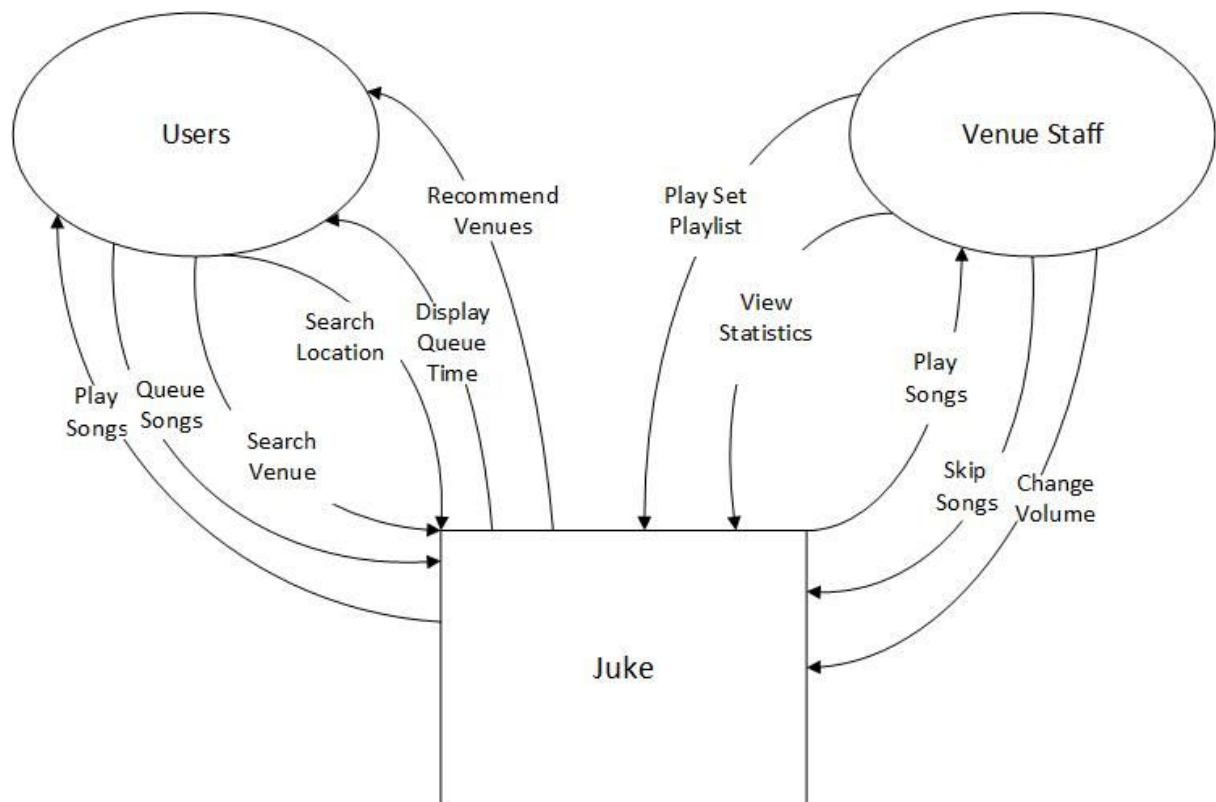 Users
Venue Staff
Recommend
Venues
Play Set
Playlist
Search
Location
Display
Queue
Time
View
Statistics
Play
Songs
Queue
Songs
Search
Venue
Play
Songs
Skip
Songs
Change
Volume
Juke